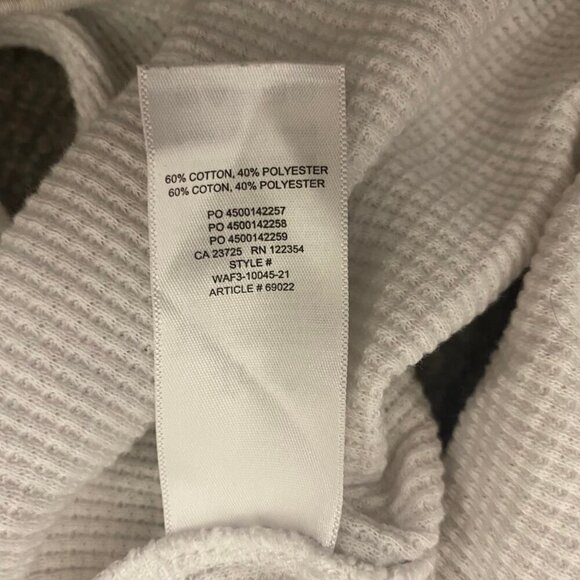 60% COTTON, 40% POLYESTER
60% COTON, 40% POLYESTER
PO 4500142257
PO 4500142258
PO 4500142259
CA 23725 RN 122354
STYLE #
WAF3-10045-21
ARTICLE # 69022